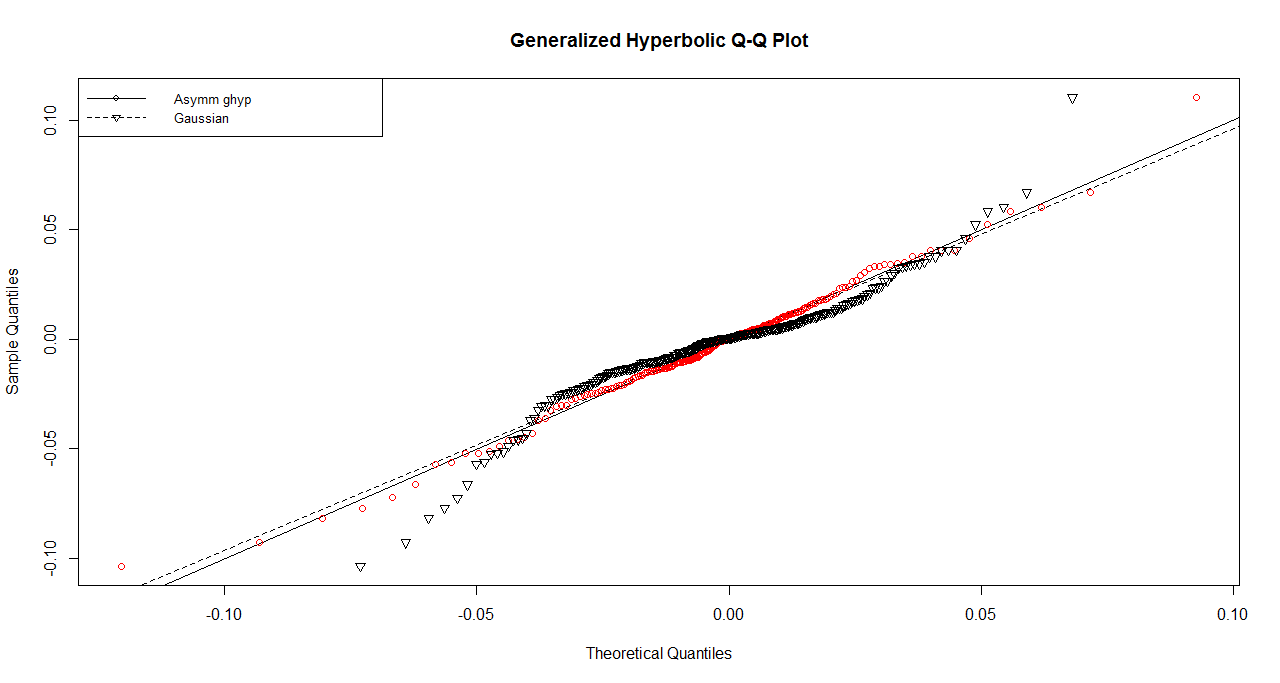 Generalized Hyperbolic Q-Q Plot
Asymm ghyp
Gaussian
Sample Quantiles
0.10
0.05
0.00
-0.05
-0.10
-0.10 -0.05 0.00 0.05 0.10
Theoretical Quantiles